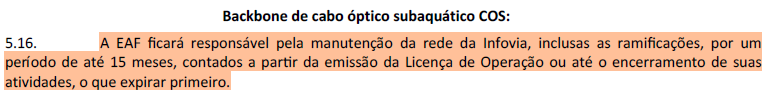 Backbone de cabo óptico subaquático COS:
5.16. A EAF ficará responsável pela manutenção da rede da Infovia, inclusas as ramificações, por um
período de até 15 meses, contados a partir da emissão da Licença de Operação ou até o encerramento de suas
atividades, o que expirar primeiro.